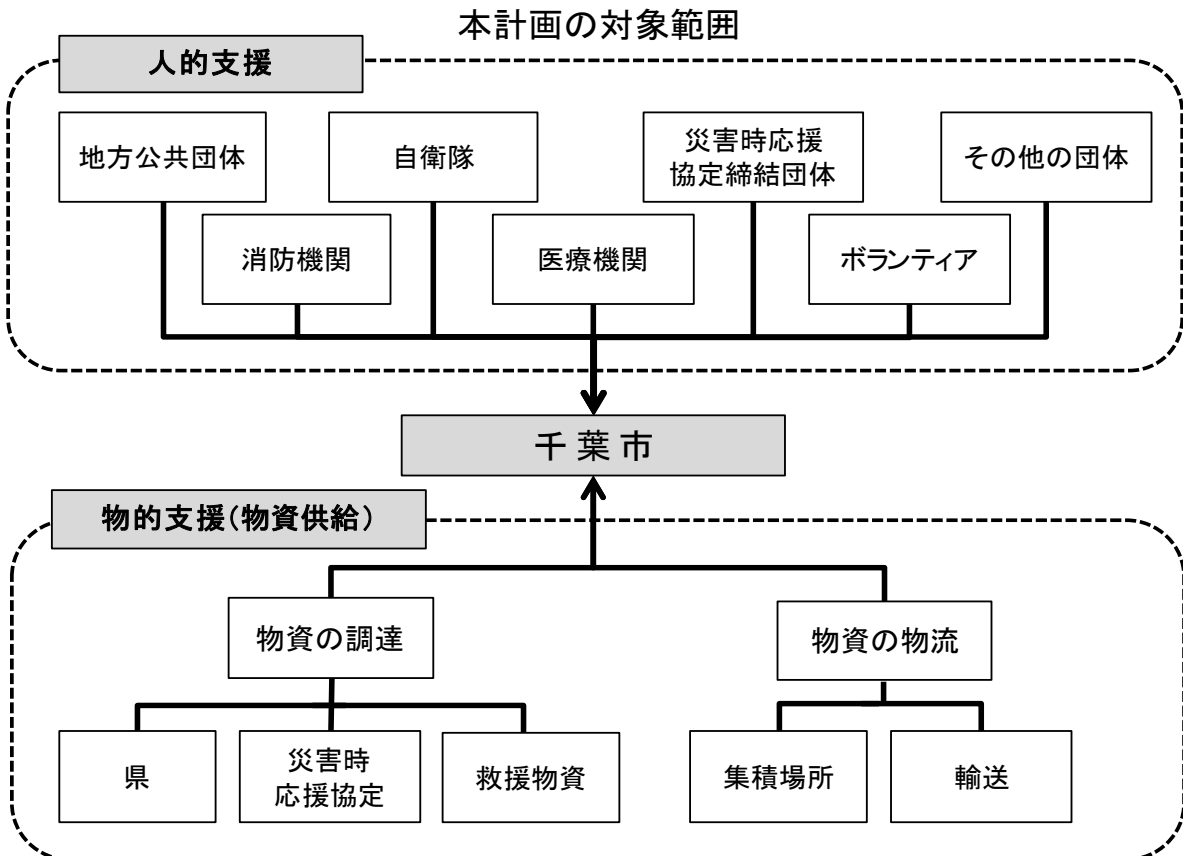 本計画の対象範囲
人的支援
地方公共団体
自衛隊
災害時応援
協定締結団体
その他の団体
消防機関
医療機関
ボランティア
千葉市
物的支援(物資供給)
物資の調達
物資の物流
県
災害時
応援協定
救援物資
集積場所
輸送